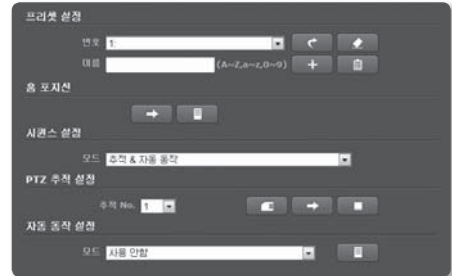 프리셋 설정
번호 1:
이름 (A~Z,a~z,0~9)
홈 포지션
시퀀스 설정
모드 추적 & 자동 동작
PTZ 추적 설정
추적 No. 1
자동 동작 설정
모드 사용 안함